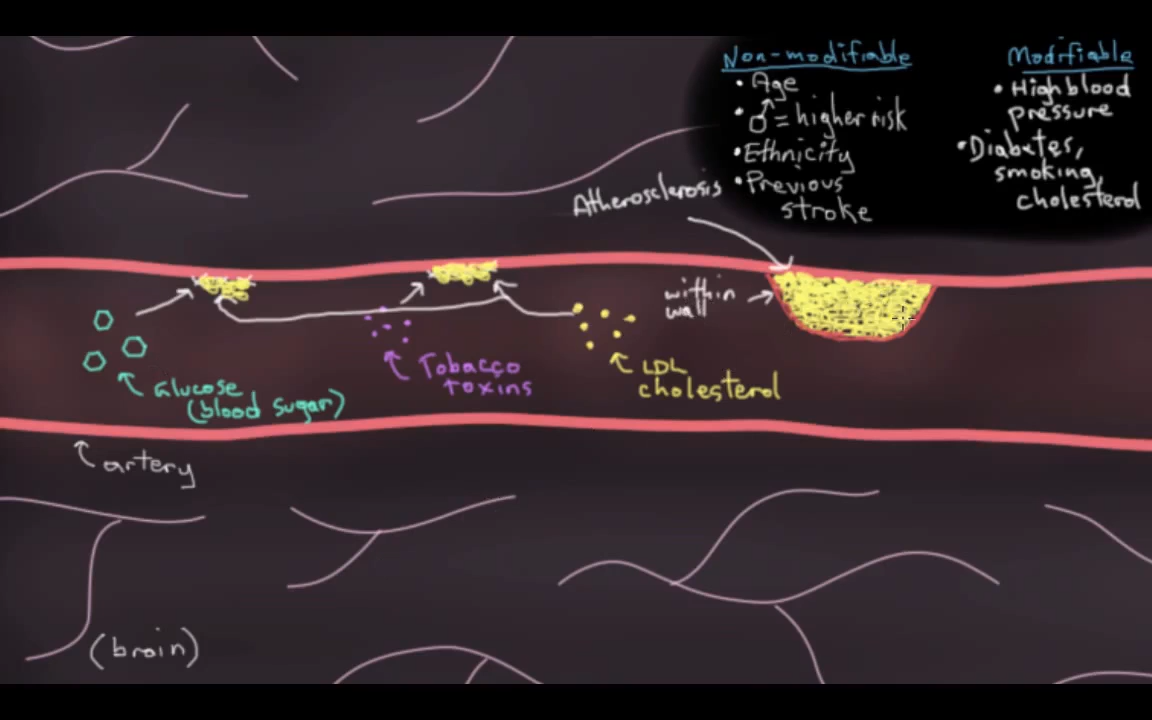 Non-modifiable
• Age
• ♂ = higher risk
• Ethnicity
• Previous
stroke
Modifiable
• High blood
pressure
• Diabetes,
smoking,
cholesterol
Atherosclerosis
within
wall
Glucose
(blood sugar)
Tobacco
toxins
LDL
cholesterol
artery
(brain)